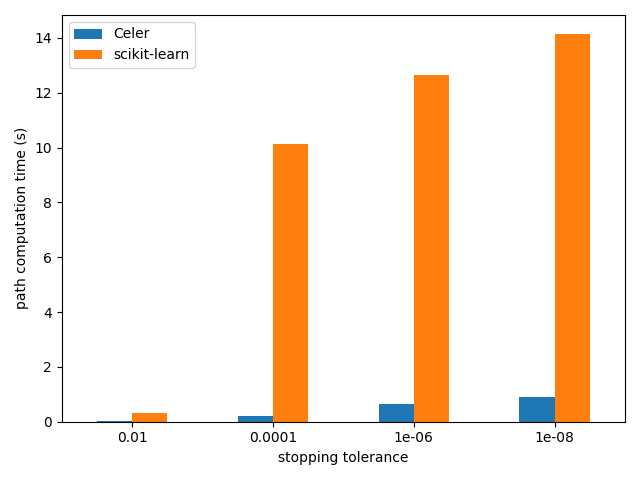 Celer
scikit-learn
path computation time (s)
14
12
10
8
6
4
2
0
0.01 0.0001 1e-06 1e-08
stopping tolerance